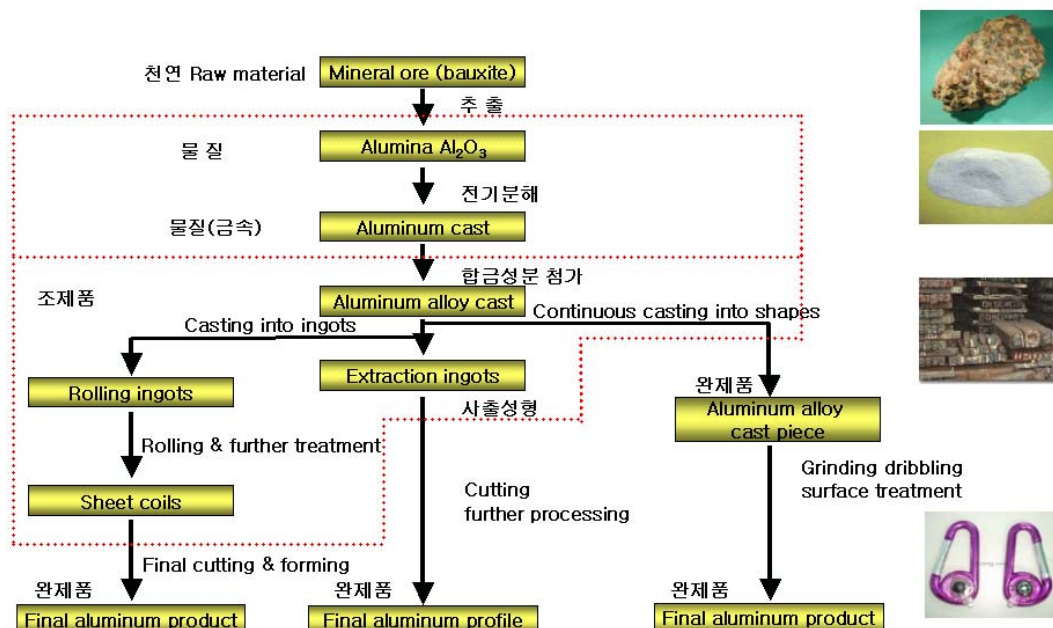 천연 Raw material
Mineral ore (bauxite)
추 출
물 질
Alumina Al₂O₃
전기분해
물질(금속)
Aluminum cast
합금성분 첨가
조제품
Aluminum alloy cast
Casting into ingots
Continuous casting into shapes
Rolling ingots
Extraction ingots
완제품
사출성형
Aluminum alloy
cast piece
Rolling & further treatment
Grinding dribbling
surface treatment
Sheet coils
Cutting
further processing
Final cutting & forming
완제품
완제품
완제품
Final aluminum product
Final aluminum profile
Final aluminum product